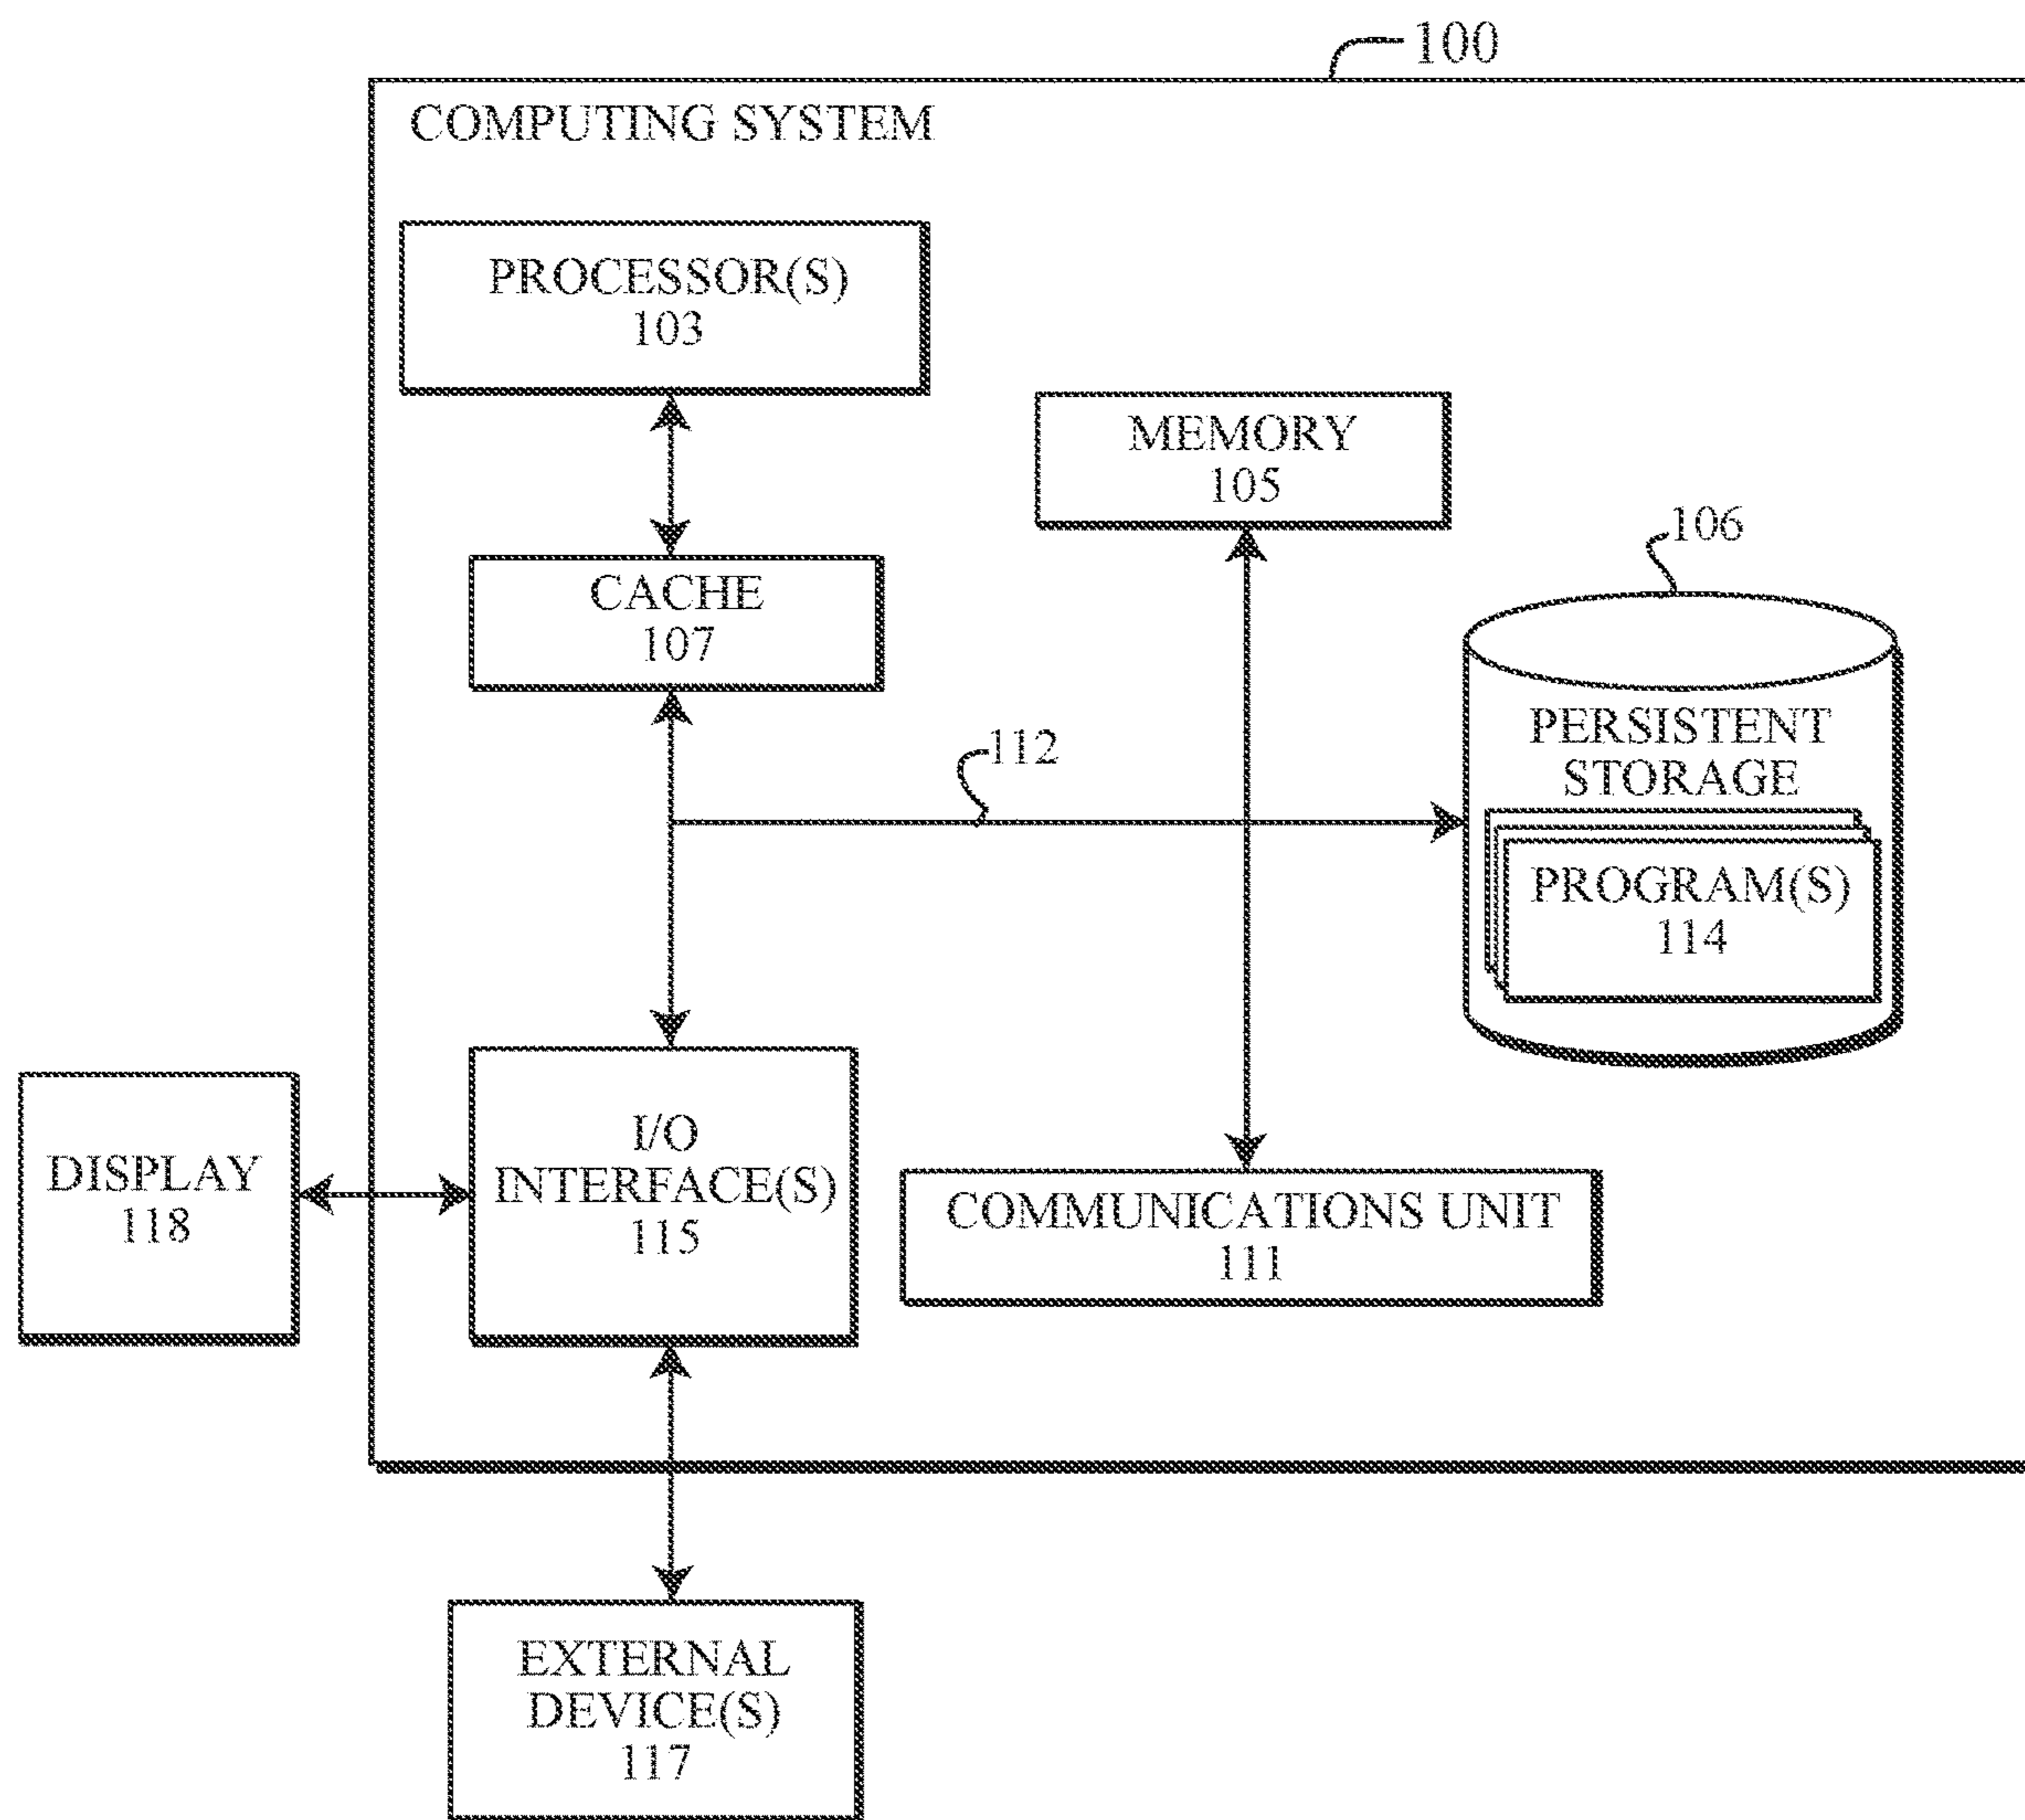 100
COMPUTING SYSTEM
PROCESSOR(S)
103
MEMORY
105
106
CACHE
107
PERSISTENT
STORAGE
112
PROGRAM(S)
114
I/O
INTERFACE(S)
115
DISPLAY
118
COMMUNICATIONS UNIT
111
EXTERNAL
DEVICE(S)
117